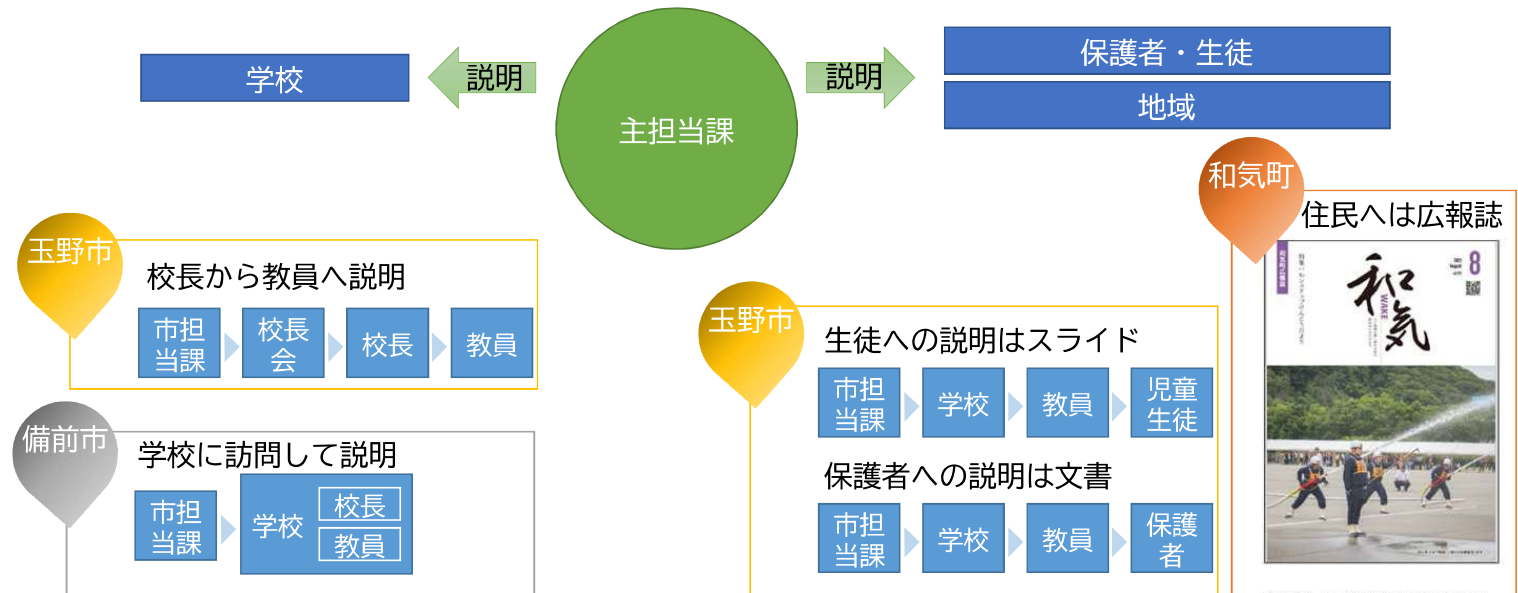 学校
説明
主担当課
説明
保護者・生徒
地域
玉野市
校長から教員へ説明
市担
当課
校長
会
校長
教員
備前市
学校に訪問して説明
市担
当課
学校
校長
教員
玉野市
生徒への説明はスライド
市担
当課
学校
教員
児童
生徒
保護者への説明は文書
市担
当課
学校
教員
保護
者
和気町
住民へは広報誌
和気
WAKE
8